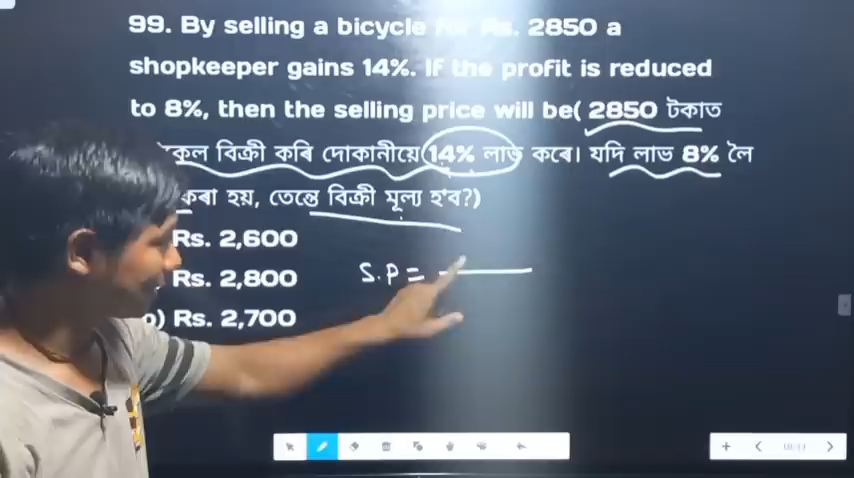 99. By selling a bicycle Rs. 2850 a
shopkeeper gains 14%. If the profit is reduced
to 8%, then the selling price will be( 2850 টকাত
বিক্ৰী কৰি দোকানীয়ে 14% লাভ কৰে। যদি লাভ 8% লৈ
কৰা হয়, তেন্তে বিক্ৰী মূল্য হ'ব?)
Rs. 2,600
Rs. 2,800
S.P =
Rs. 2,700